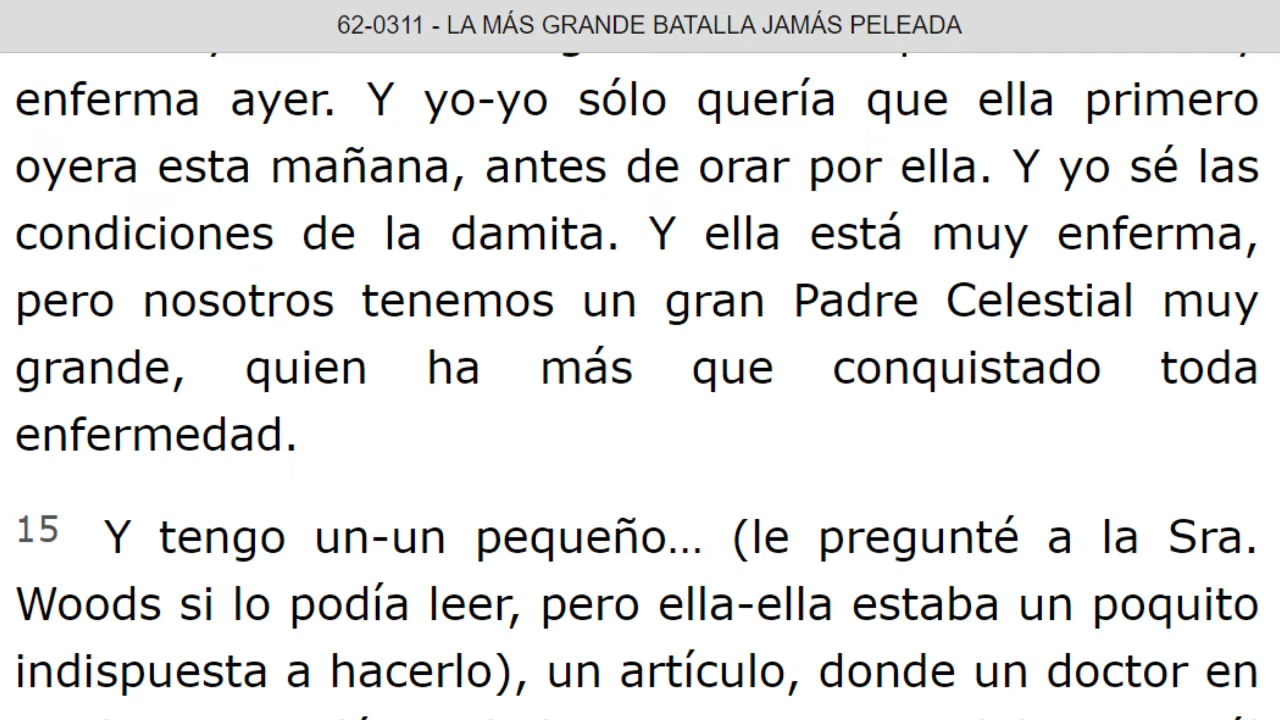 62-0311 - LA MÁS GRANDE BATALLA JAMÁS PELEADA
enferma ayer. Y yo-yo sólo quería que ella primero
oyera esta mañana, antes de orar por ella. Y yo sé las
condiciones de la damita. Y ella está muy enferma,
pero nosotros tenemos un gran Padre Celestial muy
grande, quien ha más que conquistado toda
enfermedad.
15 Y tengo un-un pequeño... (le pregunté a la Sra.
Woods si lo podía leer, pero ella-ella estaba un poquito
indispuesta a hacerlo), un artículo, donde un doctor en